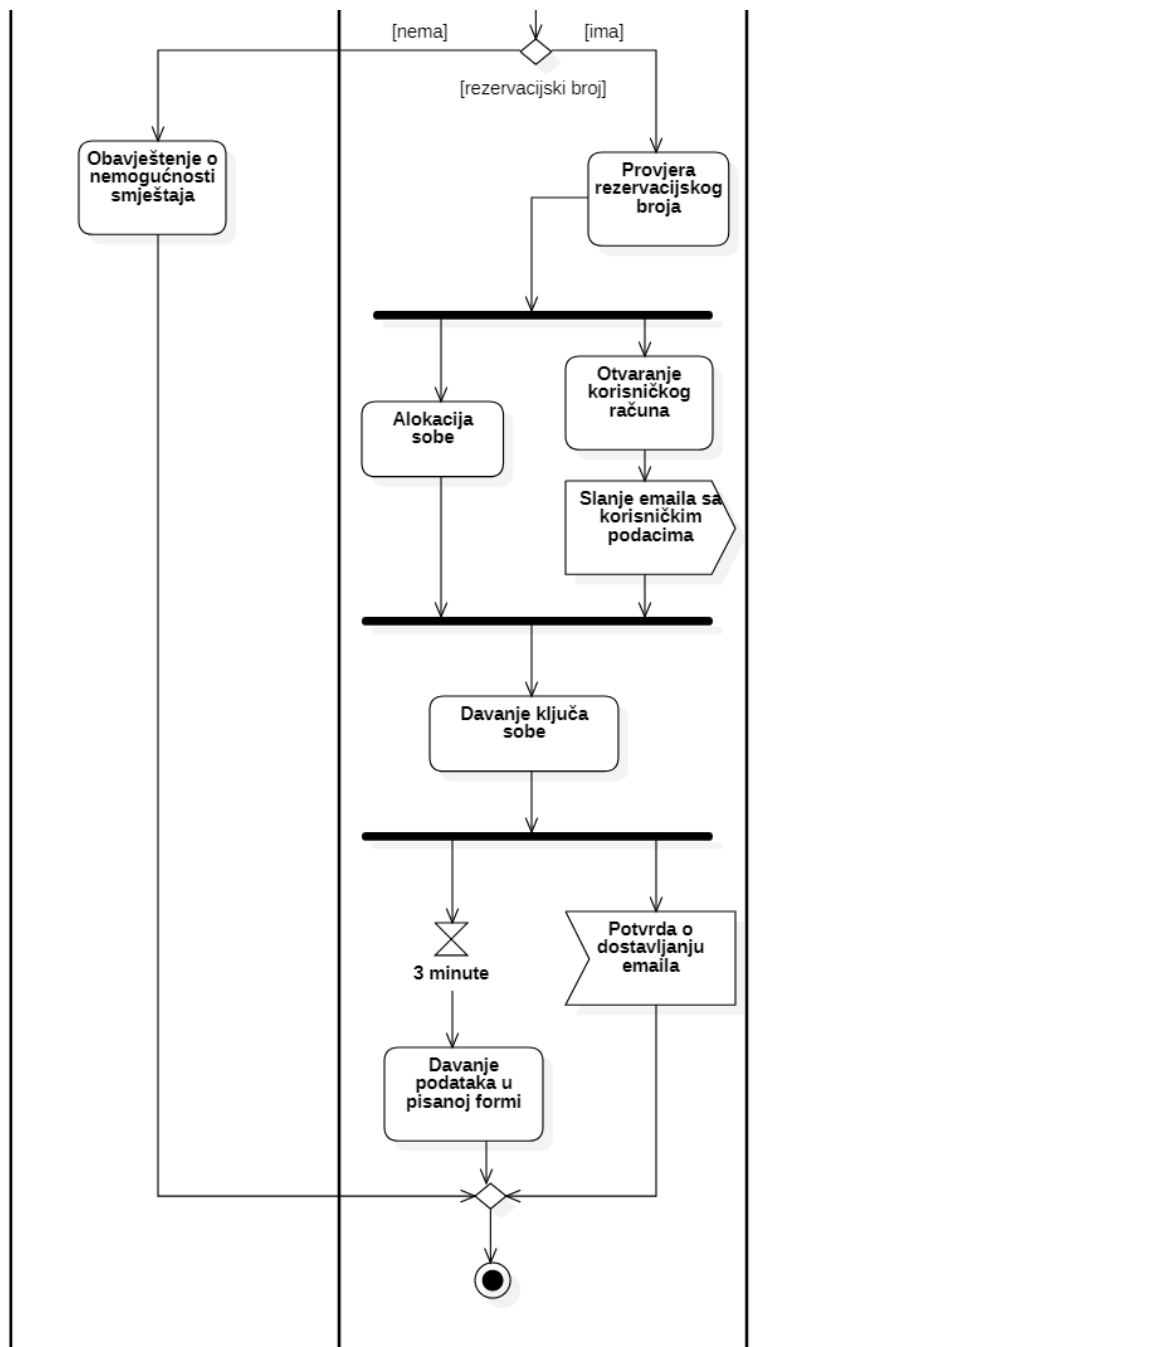 [nema]
[ima]
[rezervacijski broj]
Obavještenje o
nemogućnosti
smještaja
Provjera
rezervacijskog
broja
Otvaranje
korisničkog
računa
Alokacija
sobe
Slanje emaila sa
korisničkim
podacima
Davanje ključa
sobe
Potvrda o
dostavljanju
emaila
3 minute
Davanje
podataka u
pisanoj formi